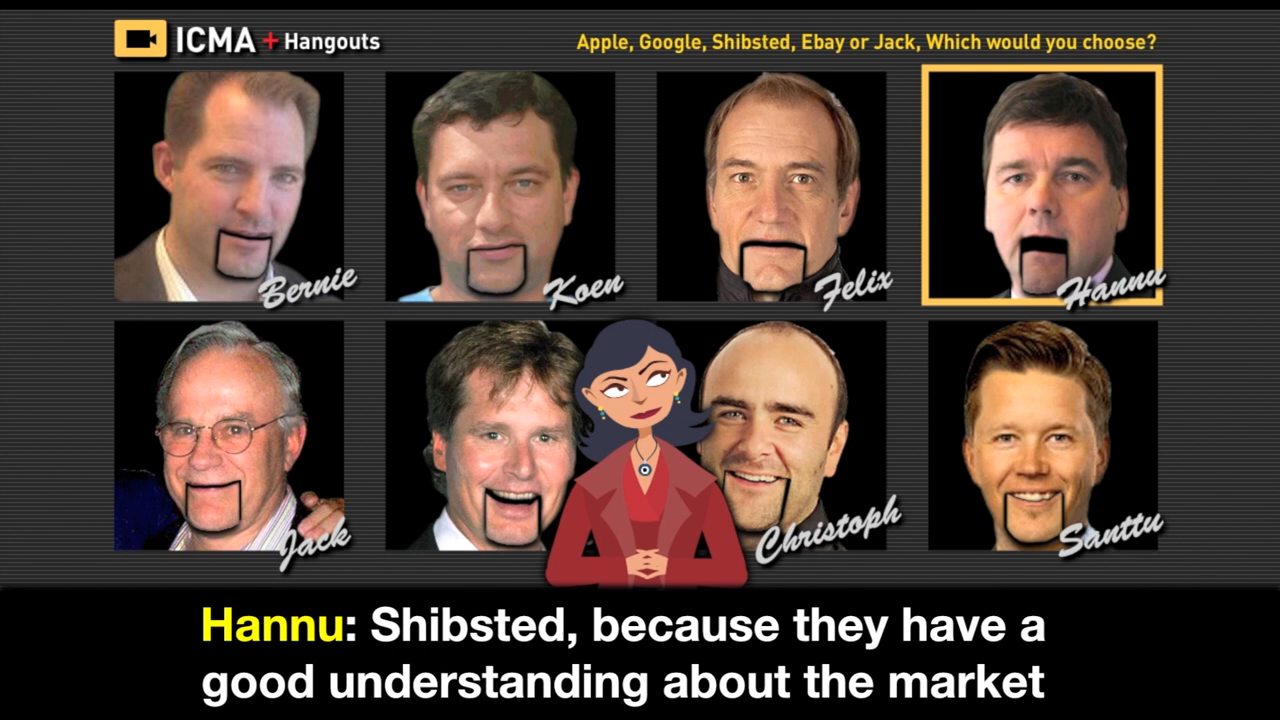 ICMA + Hangouts
Apple, Google, Shibsted, Ebay or Jack, Which would you choose?
Bernie
Koen
Felix
Hannu
Jack
Christoph
Santtu
Hannu: Shibsted, because they have a
good understanding about the market